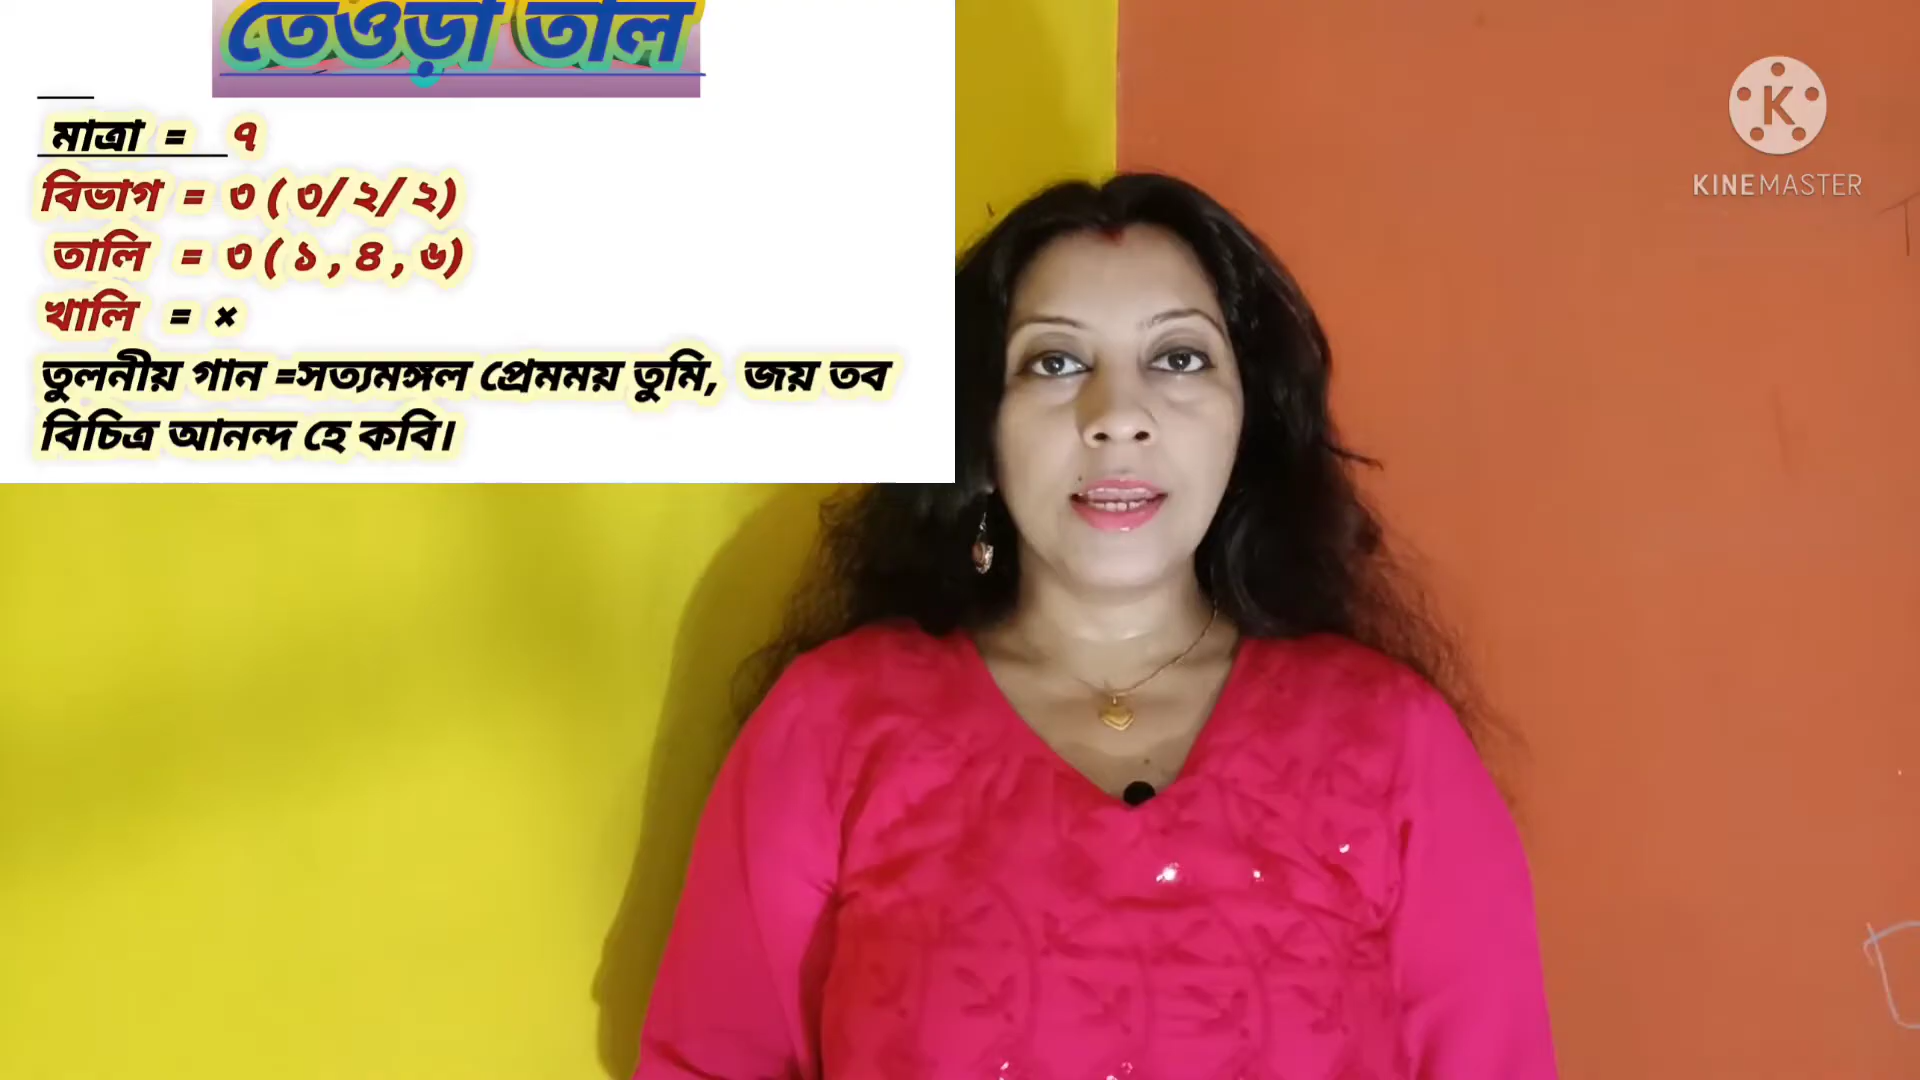 তেওড়া তাল
মাত্রা = ৭
বিভাগ = ৩ ( ৩/ ২/ ২)
তালি = ৩ ( ১ , ৪ , ৬)
খালি = ×
তুলনীয় গান =সত্যমঙ্গল প্রেমময় তুমি, জয় তব
বিচিত্র আনন্দ হে কবি।
K
KINEMASTER